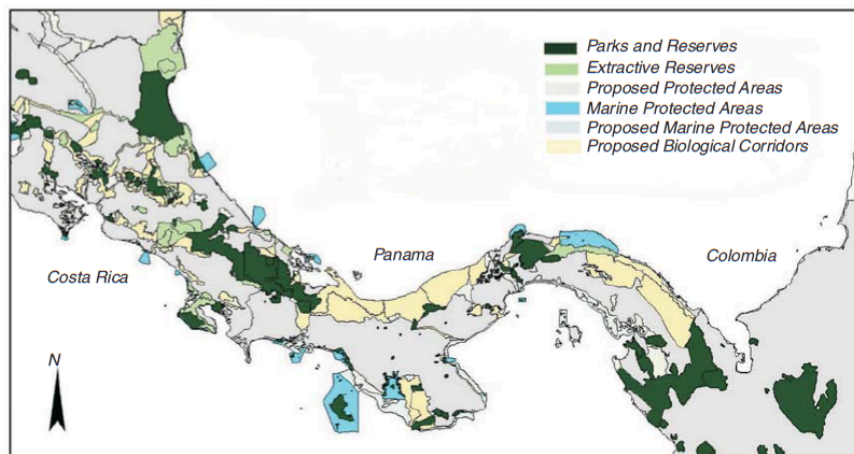 Parks and Reserves
Extractive Reserves
Proposed Protected Areas
Marine Protected Areas
Proposed Marine Protected Areas
Proposed Biological Corridors
Panama
Colombia
Costa Rica
N